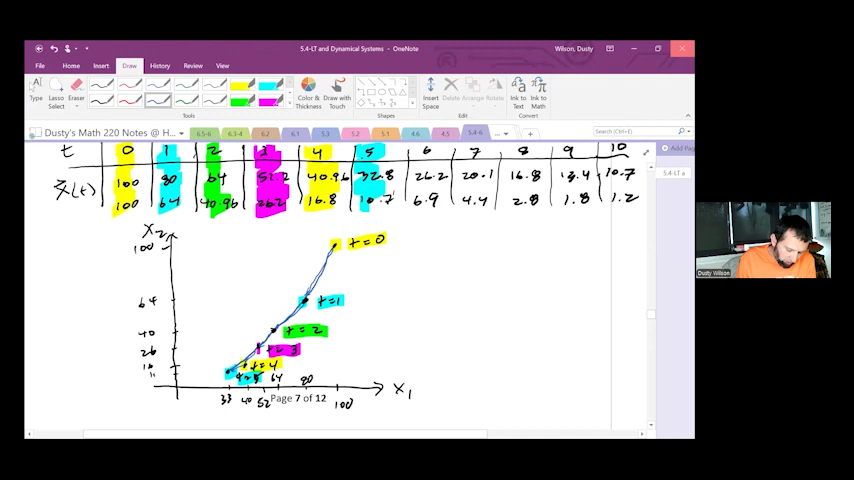 5.4-LT and Dynamical Systems - OneNote
Wilson, Dusty
File Home Insert Draw History Review View
Type Lasso Select Eraser Color & Thickness Draw with Touch Insert Space Delete Arrange Rotate Ink to Text Ink to Math
Tools Shapes
Dusty's Math 220 Notes @ H... 6.5-6 6.3-4 6.2 6.1 5.3 5.2 5.1 4.6 4.5 5.4-6 ... + Search (Ctrl+E)
Add Page
5.4-LT a
t 0 1 2 3 4 5 6 7 8 9 10
x(t) 100 80 64 51.2 40.96 32.8 26.2 20.1 16.8 13.4 10.7
100 64 40.96 26.2 16.8 10.7 6.9 4.4 2.8 1.8 1.2
x2
100 t=0
64 t=1
40 t=2
26 t=3
16 t=4
11 t=5 64 80
33 40 52 100 x1
Page 7 of 12
Dusty Wilson